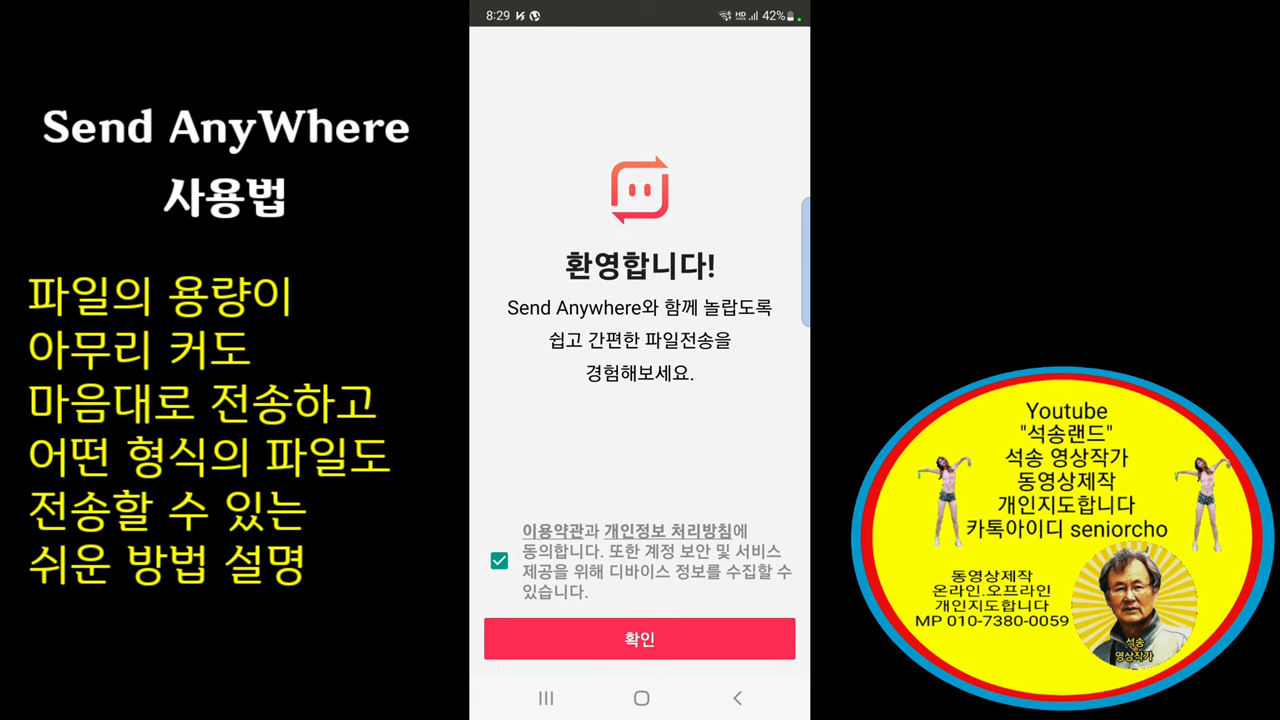 Send AnyWhere
사용법
파일의 용량이
아무리 커도
마음대로 전송하고
어떤 형식의 파일도
전송할 수 있는
쉬운 방법 설명
8:29
HD
42%
환영합니다!
Send Anywhere와 함께 놀랍도록
쉽고 간편한 파일전송을
경험해보세요.
이용약관과 개인정보 처리방침에
동의합니다. 또한 계정 보안 및 서비스
제공을 위해 디바이스 정보를 수집할 수
있습니다.
확인
Youtube
"석송랜드"
석송 영상작가
동영상제작
개인지도합니다
카톡아이디 seniorcho
동영상제작
온라인.오프라인
개인지도합니다
MP 010-7380-0059
석송
영상작가